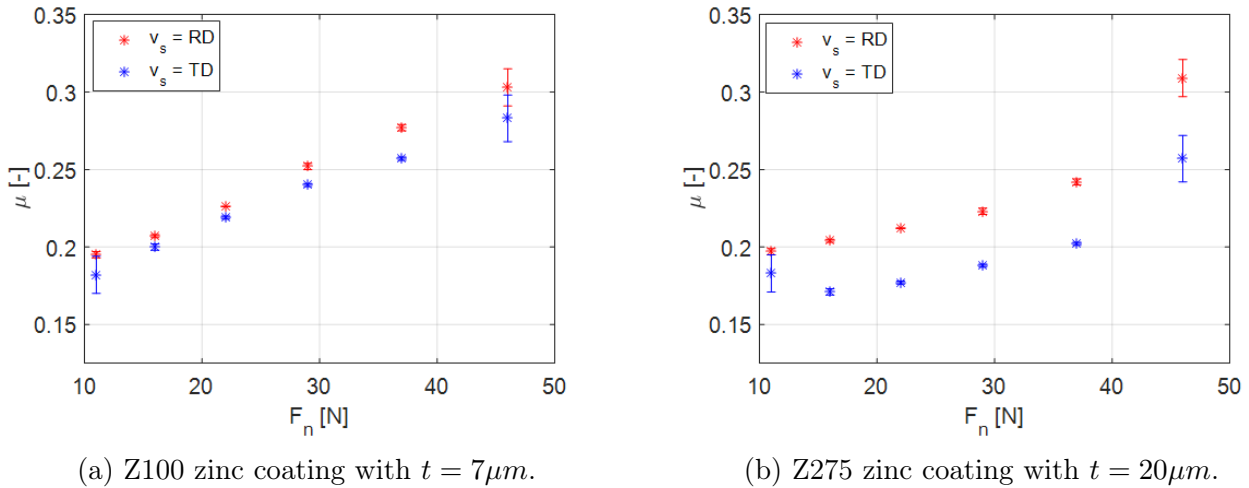 0.35
0.3
0.25
0.2
0.15
μ [-]
v_s = RD
v_s = TD
10 20 30 40 50
F_n [N]
(a) Z100 zinc coating with t = 7μm.
0.35
0.3
0.25
0.2
0.15
μ [-]
v_s = RD
v_s = TD
10 20 30 40 50
F_n [N]
(b) Z275 zinc coating with t = 20μm.